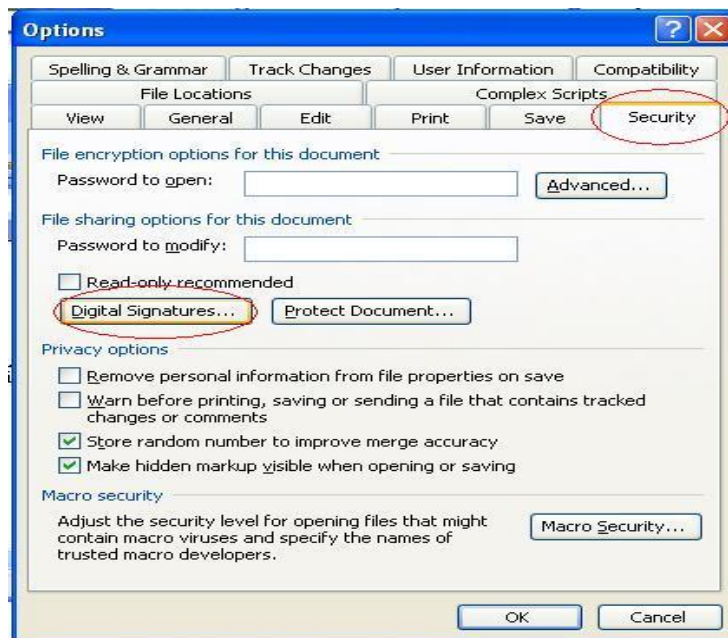 Options
Spelling & Grammar Track Changes User Information Compatibility
File Locations Complex Scripts
View General Edit Print Save Security
File encryption options for this document
Password to open: Advanced...
File sharing options for this document
Password to modify:
Read-only recommended
Digital Signatures... Protect Document...
Privacy options
Remove personal information from file properties on save
Warn before printing, saving or sending a file that contains tracked
changes or comments
Store random number to improve merge accuracy
Make hidden markup visible when opening or saving
Macro security
Adjust the security level for opening files that might
contain macro viruses and specify the names of
trusted macro developers.
Macro Security...
OK Cancel